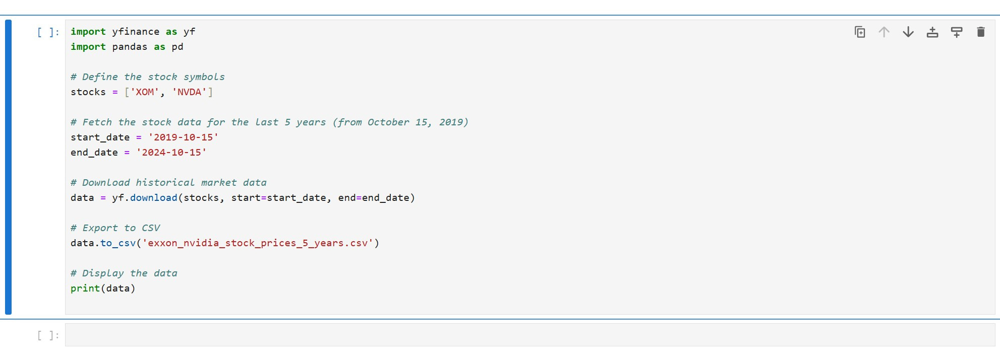 [ ]:
import yfinance as yf
import pandas as pd
# Define the stock symbols
stocks = ['XOM', 'NVDA']
# Fetch the stock data for the last 5 years (from October 15, 2019)
start_date = '2019-10-15'
end_date = '2024-10-15'
# Download historical market data
data = yf.download(stocks, start=start_date, end=end_date)
# Export to CSV
data.to_csv('exxon_nvidia_stock_prices_5_years.csv')
# Display the data
print(data)
[ ]: